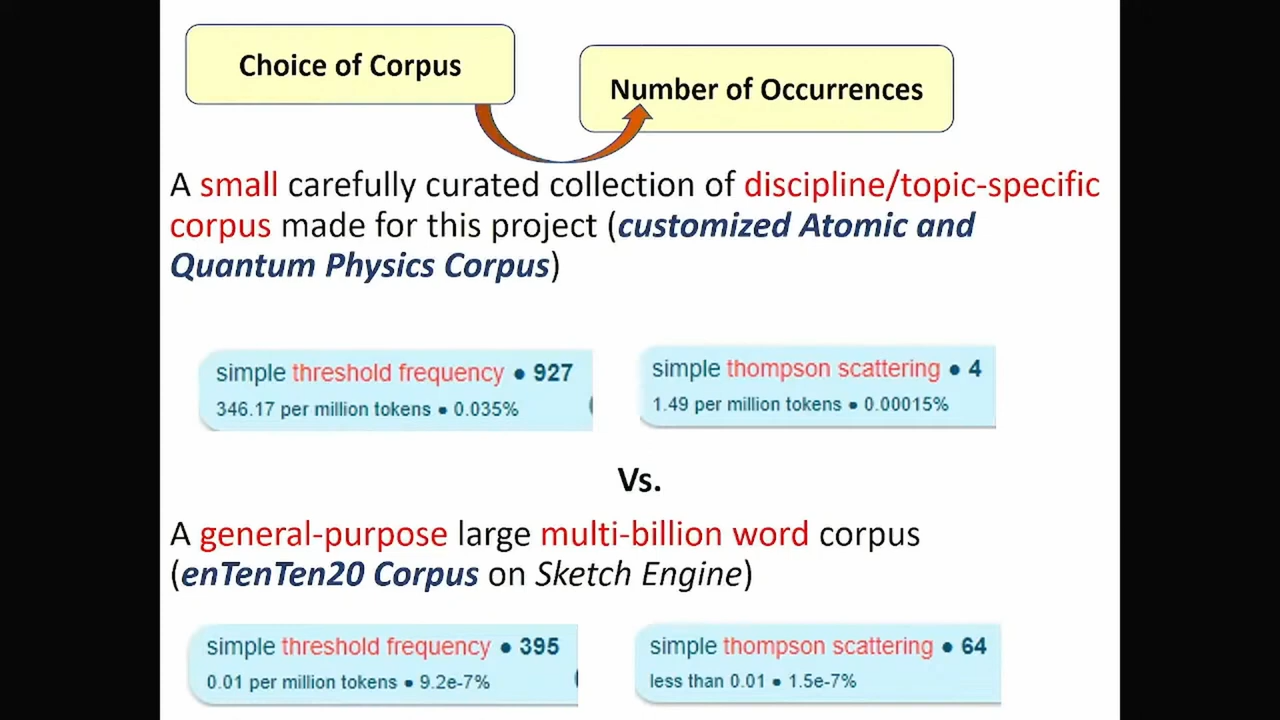 Choice of Corpus
Number of Occurrences
A small carefully curated collection of discipline/topic-specific
corpus made for this project (customized Atomic and
Quantum Physics Corpus)
simple threshold frequency ● 927
346.17 per million tokens ● 0.035%
simple thompson scattering ● 4
1.49 per million tokens ● 0.00015%
Vs.
A general-purpose large multi-billion word corpus
(enTenTen20 Corpus on Sketch Engine)
simple threshold frequency ● 395
0.01 per million tokens ● 9.2e-7%
simple thompson scattering ● 64
less than 0.01 ● 1.5e-7%